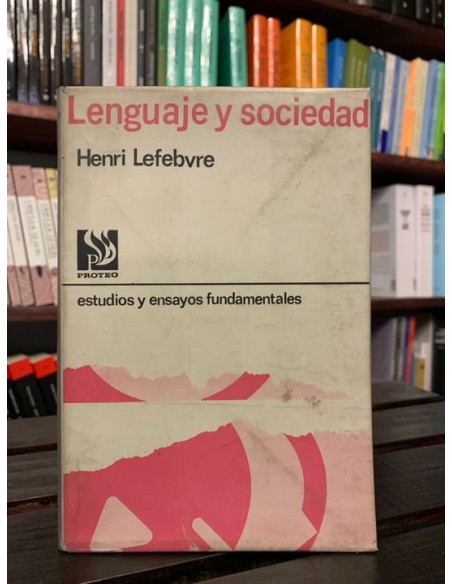 Lenguaje y sociedad
Henri Lefebvre
PROTEO
estudios y ensayos fundamentales